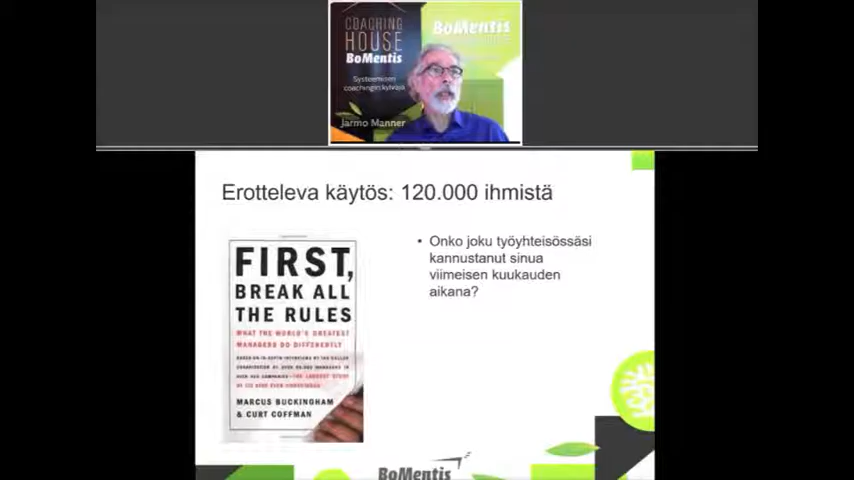 COACHING
HOUSE
BoMentis
Systeemisen
coachingin kylväjä
BoMentis
Jarmo Manner
Erotteleva käytös: 120.000 ihmistä
FIRST,
BREAK ALL
THE RULES
WHAT THE WORLD'S GREATEST
MANAGERS DO DIFFERENTLY
MARCUS BUCKINGHAM
& CURT COFFMAN
• Onko joku työyhteisössäsi
kannustanut sinua
viimeisen kuukauden
aikana?
BoMentis